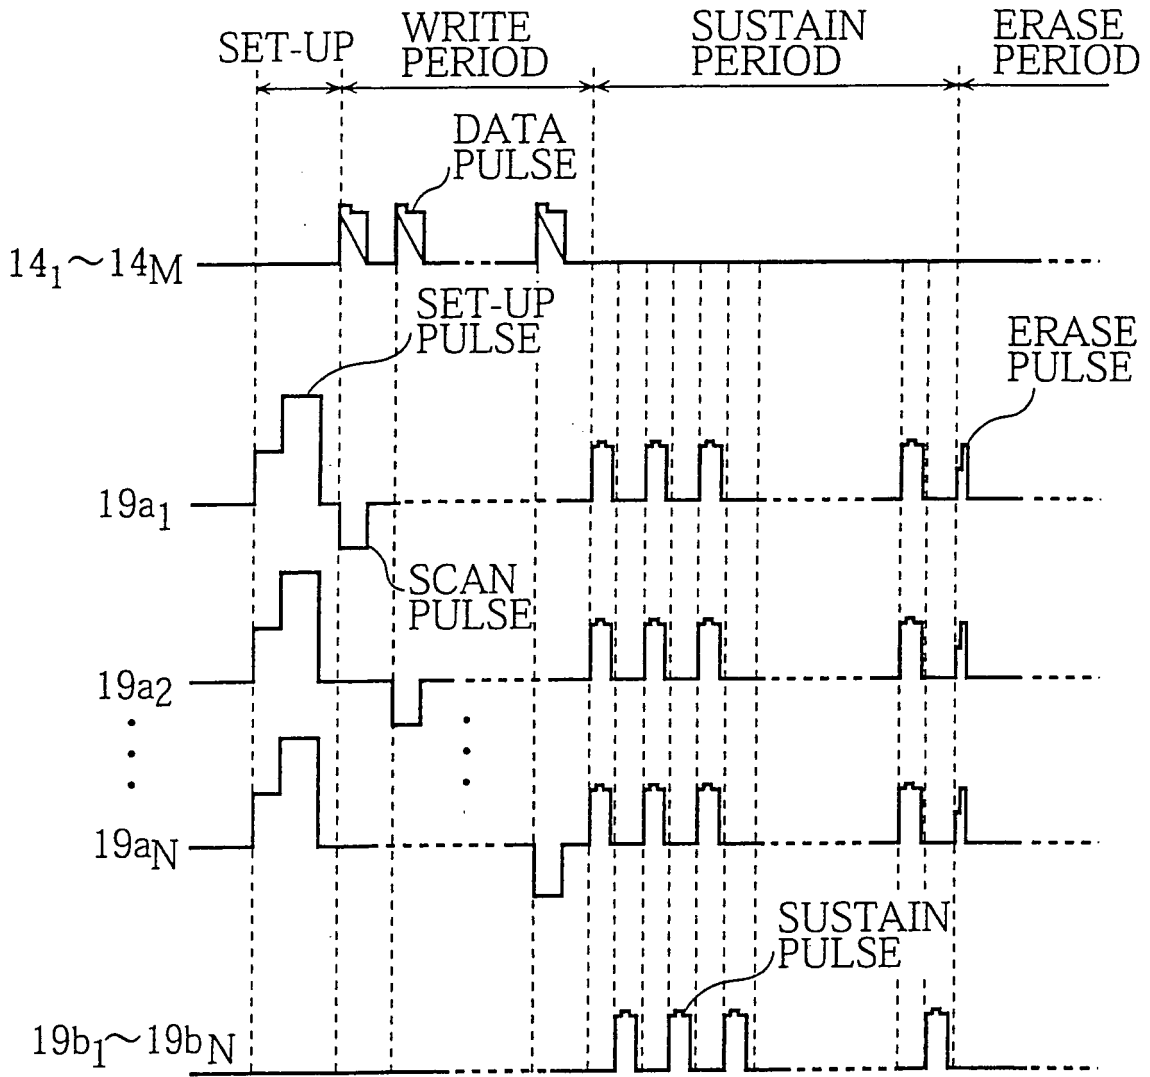 SET-UP
WRITE
PERIOD
SUSTAIN
PERIOD
ERASE
PERIOD
DATA
PULSE
14₁～14M
SET-UP
PULSE
ERASE
PULSE
19a₁
SCAN
PULSE
19a₂
19aN
SUSTAIN
PULSE
19b₁～19bN